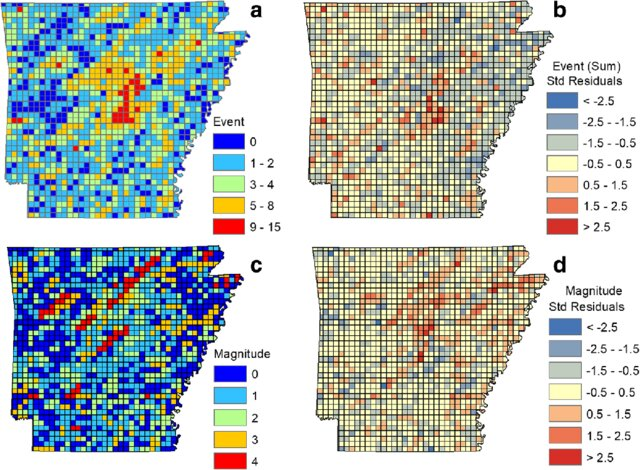 a
Event
0
1 - 2
3 - 4
5 - 8
9 - 15
b
Event (Sum)
Std Residuals
< -2.5
-2.5 - -1.5
-1.5 - -0.5
-0.5 - 0.5
0.5 - 1.5
1.5 - 2.5
> 2.5
c
Magnitude
0
1
2
3
4
d
Magnitude
Std Residuals
< -2.5
-2.5 - -1.5
-1.5 - -0.5
-0.5 - 0.5
0.5 - 1.5
1.5 - 2.5
> 2.5